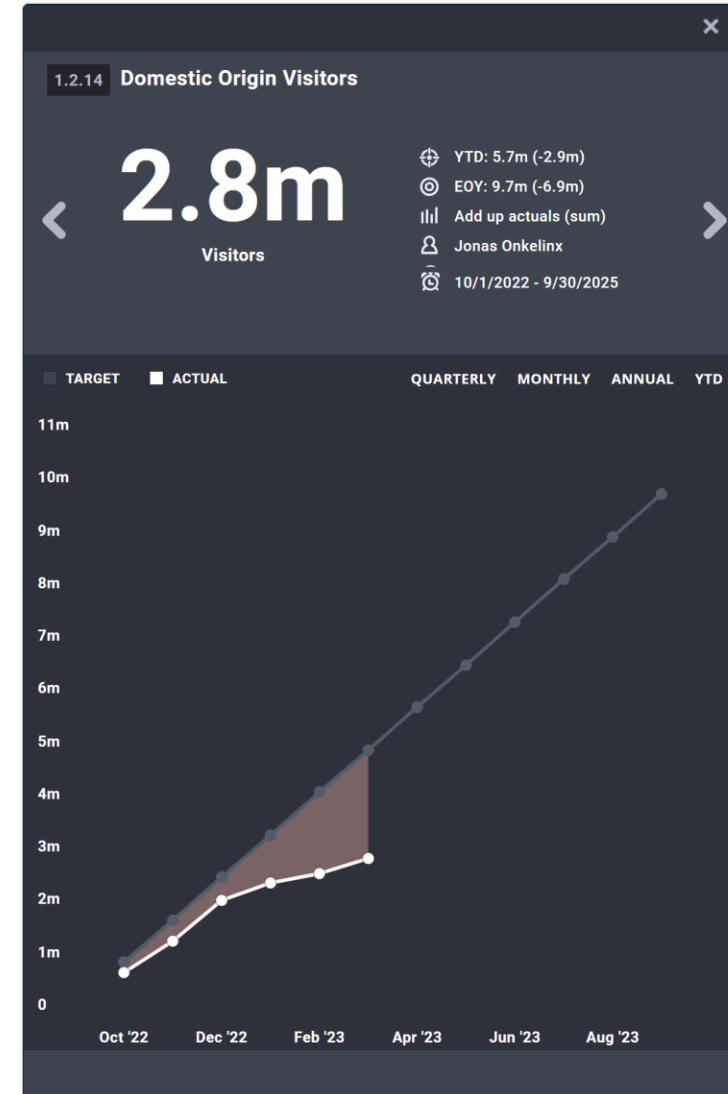 1.2.14 Domestic Origin Visitors
2.8m
Visitors
YTD: 5.7m (-2.9m)
EOY: 9.7m (-6.9m)
Add up actuals (sum)
Jonas Onkelinx
10/1/2022 - 9/30/2025
TARGET ACTUAL QUARTERLY MONTHLY ANNUAL YTD
11m
10m
9m
8m
7m
6m
5m
4m
3m
2m
1m
0
Oct '22 Dec '22 Feb '23 Apr '23 Jun '23 Aug '23